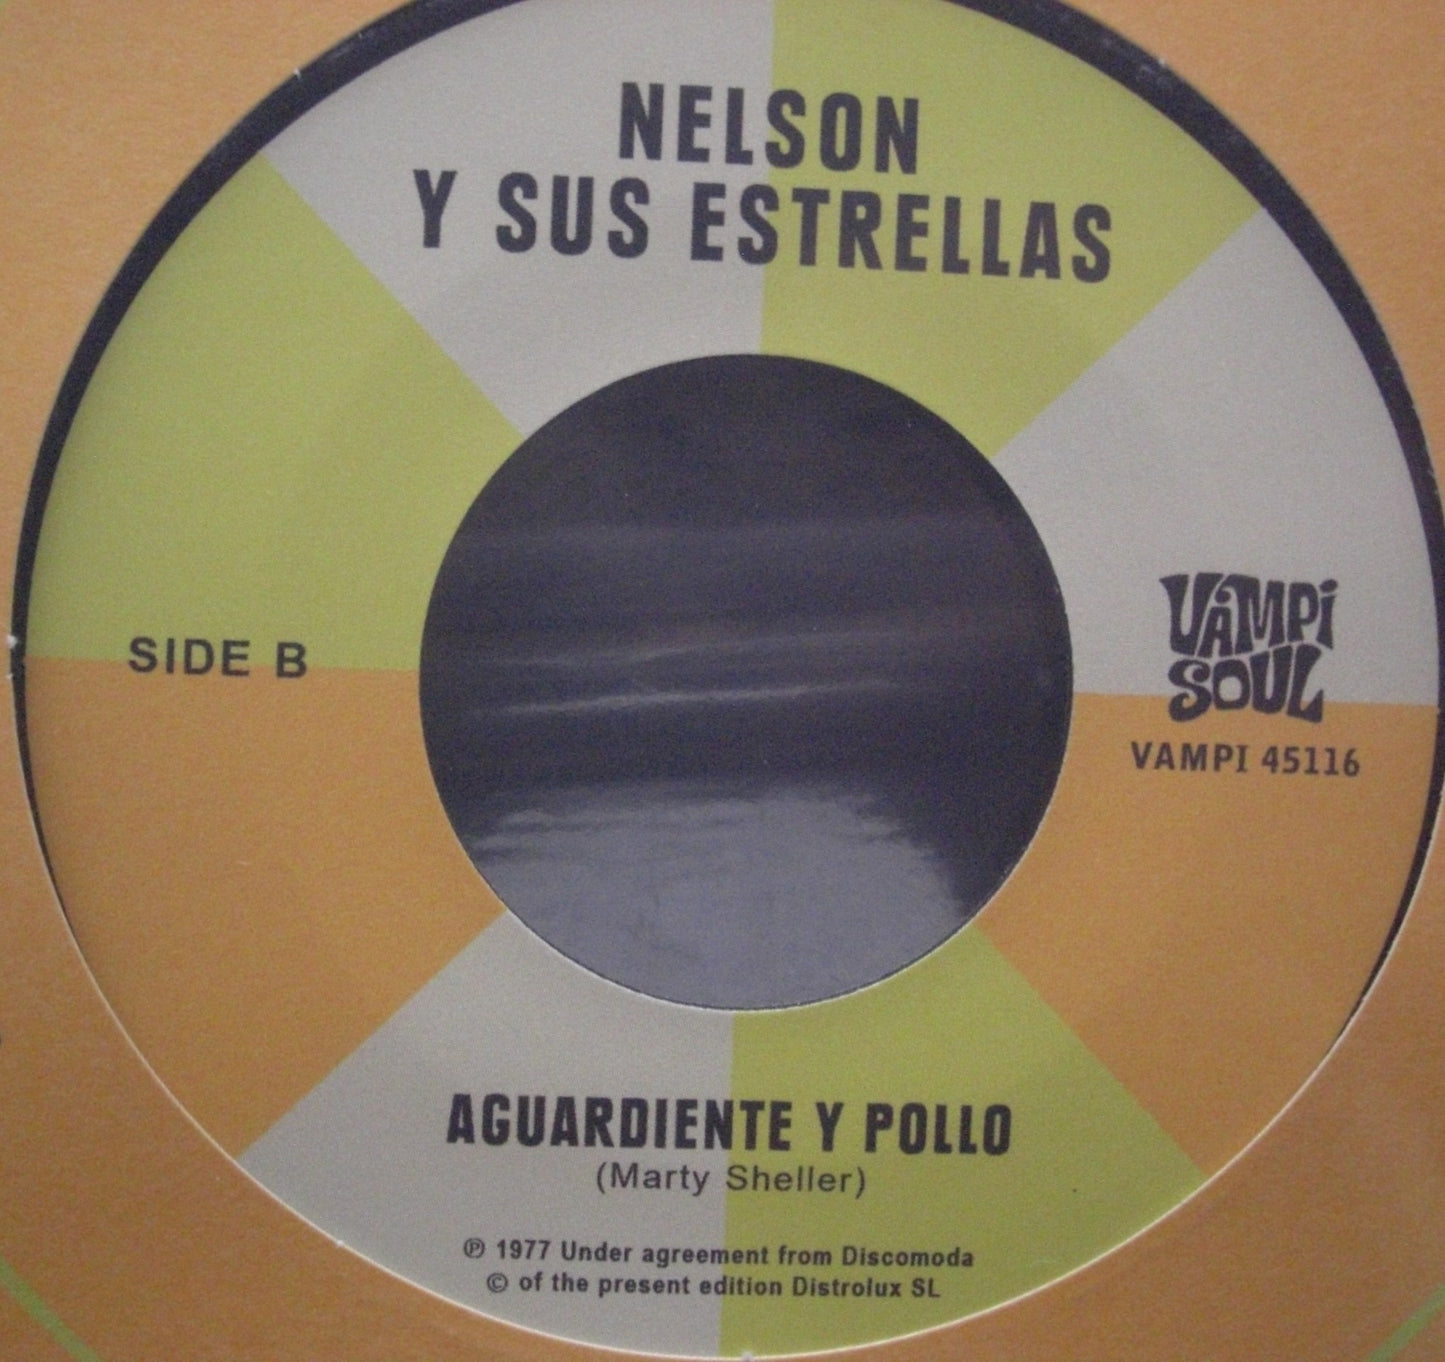 NELSON
Y SUS ESTRELLAS
SIDE B
VAMPi
SOUL
VAMPI 45116
AGUARDIENTE Y POLLO
(Marty Sheller)
℗ 1977 Under agreement from Discomoda
© of the present edition Distrolux SL